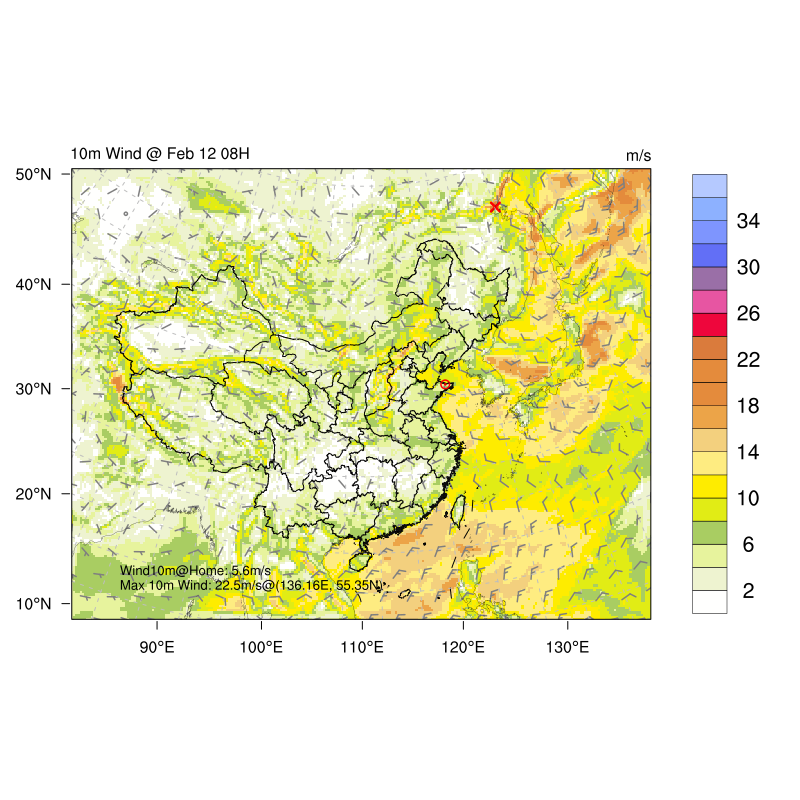 10m Wind @ Feb 12 08H
m/s
50°N
40°N
30°N
20°N
10°N
90°E
100°E
110°E
120°E
130°E
34
30
26
22
18
14
10
6
2
Wind10m@Home: 5.6m/s
Max 10m Wind: 22.5m/s@(136.16E, 55.35N)